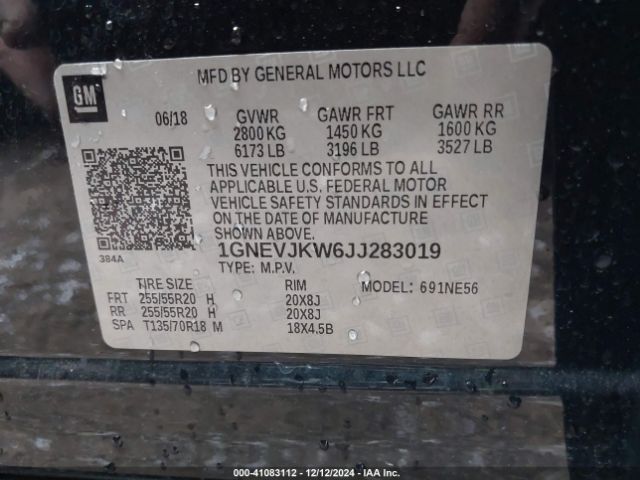 MFD BY GENERAL MOTORS LLC
GM
06/18 GVWR GAWR FRT GAWR RR
2800 KG 1450 KG 1600 KG
6173 LB 3196 LB 3527 LB
THIS VEHICLE CONFORMS TO ALL
APPLICABLE U.S. FEDERAL MOTOR
VEHICLE SAFETY STANDARDS IN EFFECT
ON THE DATE OF MANUFACTURE
SHOWN ABOVE.
384A
1GNEVJKW6JJ283019
TYPE: M.P.V.
TIRE SIZE RIM MODEL: 691NE56
FRT 255/55R20 H 20X8J
RR 255/55R20 H 20X8J
SPA T135/70R18 M 18X4.5B
000-41083112 - 12/12/2024 - IAA Inc.